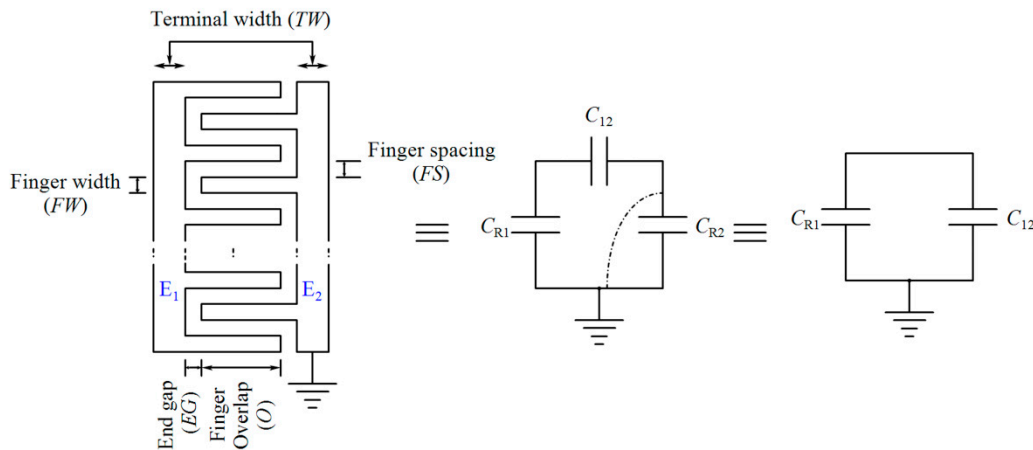 Terminal width (TW)
Finger width
(FW)
Finger spacing
(FS)
E1
E2
End gap
(EG)
Finger
Overlap
(O)
C12
CR1
CR2
CR1
C12